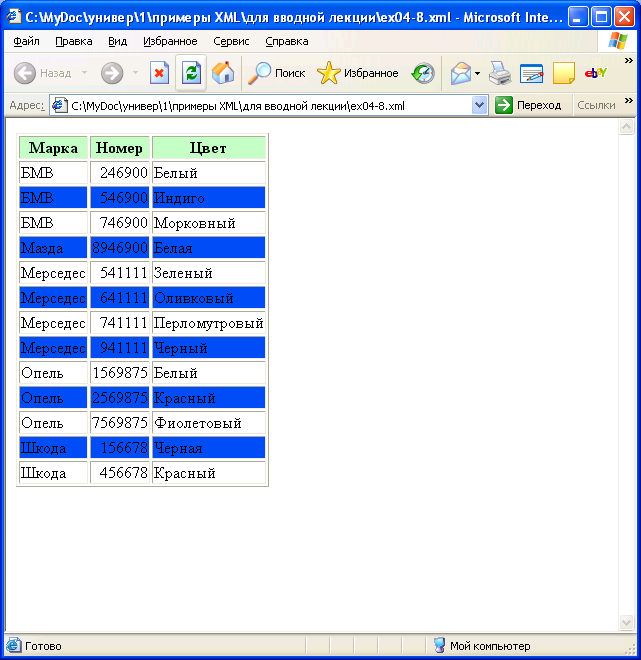 C:\MyDoc\универ\1\примеры XML\для вводной лекции\ex04-8.xml - Microsoft Inte...
Файл Правка Вид Избранное Сервис Справка
Назад Поиск Избранное ebY »
Адрес: C:\MyDoc\универ\1\примеры XML\для вводной лекции\ex04-8.xml Переход Ссылки »
Марка Номер Цвет
БМВ 246900 Белый
БМВ 546900 Индиго
БМВ 746900 Морковный
Мазда 8946900 Белая
Мерседес 541111 Зеленый
Мерседес 641111 Оливковый
Мерседес 741111 Перломутровый
Мерседес 941111 Черный
Опель 1569875 Белый
Опель 2569875 Красный
Опель 7569875 Фиолетовый
Шкода 156678 Черная
Шкода 456678 Красный
Готово Мой компьютер